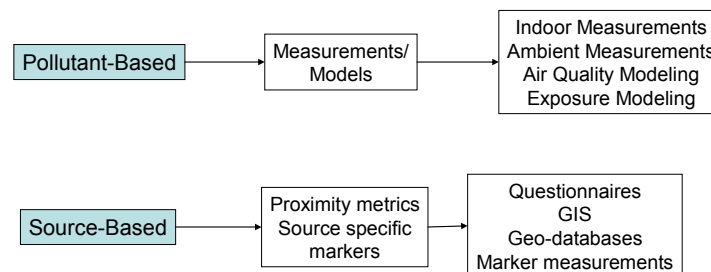 Pollutant-Based
Measurements/
Models
Indoor Measurements
Ambient Measurements
Air Quality Modeling
Exposure Modeling
Source-Based
Proximity metrics
Source specific
markers
Questionnaires
GIS
Geo-databases
Marker measurements